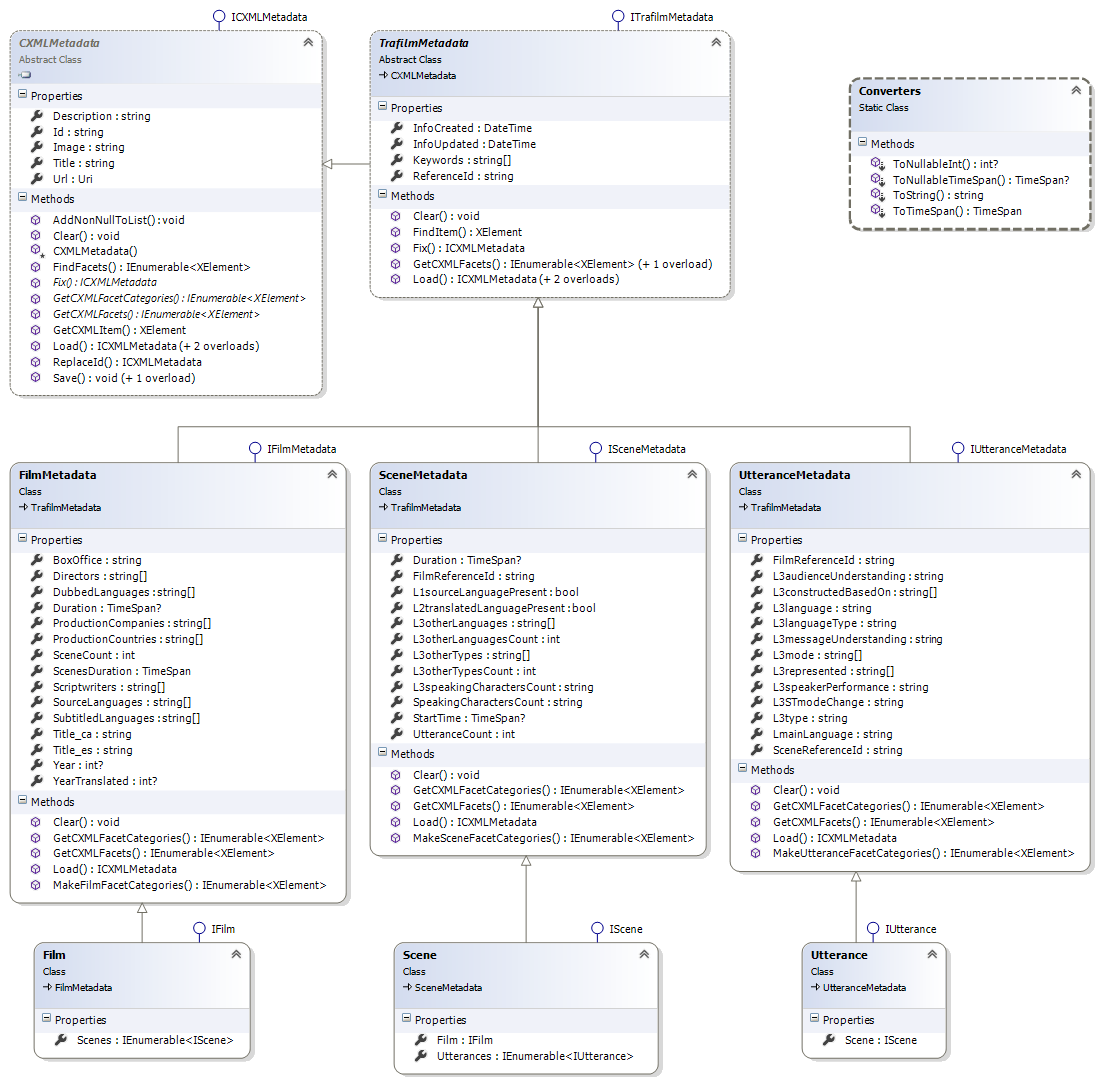 ICXMLMetadata
CXMLMetadata
Abstract Class
Properties
Description : string
Id : string
Image : string
Title : string
Url : Uri
Methods
AddNonNullToList() : void
Clear() : void
CXMLMetadata()
FindFacets() : IEnumerable<XElement>
Fix() : ICXMLMetadata
GetCXMLFacetCategories() : IEnumerable<XElement>
GetCXMLFacets() : IEnumerable<XElement>
GetCXMLItem() : XElement
Load() : ICXMLMetadata (+ 2 overloads)
ReplaceId() : ICXMLMetadata
Save() : void (+ 1 overload)
ITrafilmMetadata
TrafilmMetadata
Abstract Class
CXMLMetadata
Properties
InfoCreated : DateTime
InfoUpdated : DateTime
Keywords : string[]
ReferenceId : string
Methods
Clear() : void
FindItem() : XElement
Fix() : ICXMLMetadata
GetCXMLFacets() : IEnumerable<XElement> (+ 1 overload)
Load() : ICXMLMetadata (+ 2 overloads)
Converters
Static Class
Methods
ToNullableInt() : int?
ToNullableTimeSpan() : TimeSpan?
ToString() : string
ToTimeSpan() : TimeSpan
IFilmMetadata
FilmMetadata
Class
TrafilmMetadata
Properties
BoxOffice : string
Directors : string[]
DubbedLanguages : string[]
Duration : TimeSpan?
ProductionCompanies : string[]
ProductionCountries : string[]
SceneCount : int
ScenesDuration : TimeSpan
Scriptwriters : string[]
SourceLanguages : string[]
SubtitledLanguages : string[]
Title_ca : string
Title_es : string
Year : int?
YearTranslated : int?
Methods
Clear() : void
GetCXMLFacetCategories() : IEnumerable<XElement>
GetCXMLFacets() : IEnumerable<XElement>
Load() : ICXMLMetadata
MakeFilmFacetCategories() : IEnumerable<XElement>
ISceneMetadata
SceneMetadata
Class
TrafilmMetadata
Properties
Duration : TimeSpan?
FilmReferenceId : string
L1sourceLanguagePresent : bool
L2translatedLanguagePresent : bool
L3otherLanguages : string[]
L3otherLanguagesCount : int
L3otherTypes : string[]
L3otherTypesCount : int
L3speakingCharactersCount : string
SpeakingCharactersCount : string
StartTime : TimeSpan?
UtteranceCount : int
Methods
Clear() : void
GetCXMLFacetCategories() : IEnumerable<XElement>
GetCXMLFacets() : IEnumerable<XElement>
Load() : ICXMLMetadata
MakeSceneFacetCategories() : IEnumerable<XElement>
IUtteranceMetadata
UtteranceMetadata
Class
TrafilmMetadata
Properties
FilmReferenceId : string
L3audienceUnderstanding : string
L3constructedBasedOn : string[]
L3language : string
L3languageType : string
L3messageUnderstanding : string
L3mode : string[]
L3represented : string[]
L3speakerPerformance : string
L3STmodeChange : string
L3type : string
LmainLanguage : string
SceneReferenceId : string
Methods
Clear() : void
GetCXMLFacetCategories() : IEnumerable<XElement>
GetCXMLFacets() : IEnumerable<XElement>
Load() : ICXMLMetadata
MakeUtteranceFacetCategories() : IEnumerable<XElement>
IFilm
Film
Class
FilmMetadata
Properties
Scenes : IEnumerable<IScene>
IScene
Scene
Class
SceneMetadata
Properties
Film : IFilm
Utterances : IEnumerable<IUtterance>
IUtterance
Utterance
Class
UtteranceMetadata
Properties
Scene : IScene